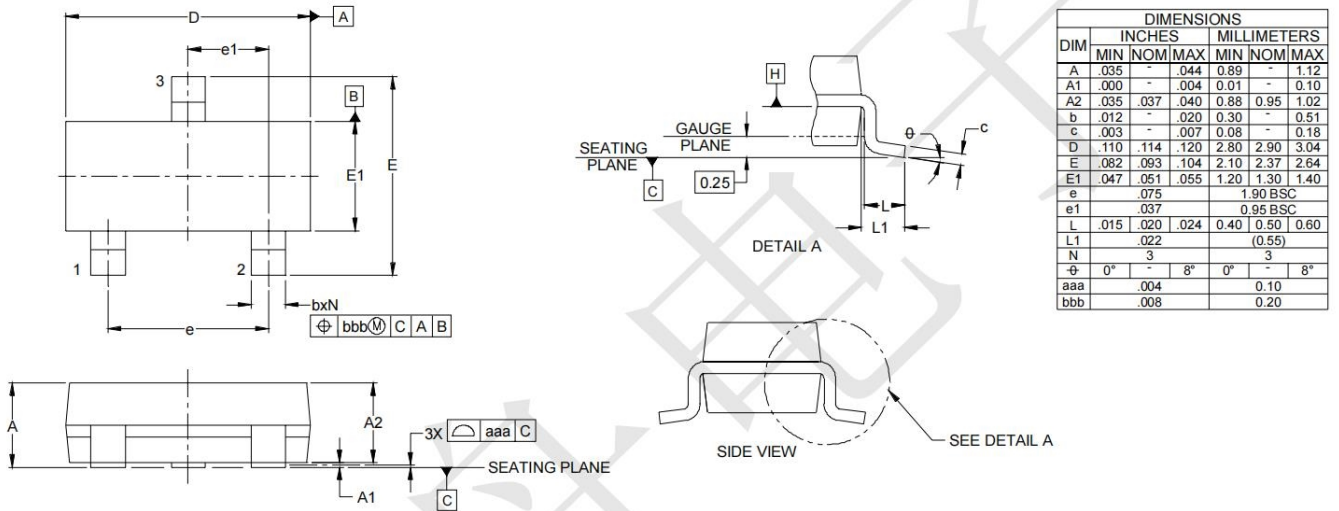 D
A
e1
3
B
E1
E
1
2
bxN
e
bbb Ⓜ C A B
A
A2
3X aaa C
SEATING PLANE
A1
C
H
GAUGE
PLANE
SEATING
PLANE
C
0.25
θ
c
L
L1
DETAIL A
SIDE VIEW
SEE DETAIL A
DIMENSIONS
DIM INCHES MILLIMETERS
MIN NOM MAX MIN NOM MAX
A .035 - .044 0.89 - 1.12
A1 .000 - .004 0.01 - 0.10
A2 .035 .037 .040 0.88 0.95 1.02
b .012 - .020 0.30 - 0.51
c .003 - .007 0.08 - 0.18
D .110 .114 .120 2.80 2.90 3.04
E .082 .093 .104 2.10 2.37 2.64
E1 .047 .051 .055 1.20 1.30 1.40
e .075 1.90 BSC
e1 .037 0.95 BSC
L .015 .020 .024 0.40 0.50 0.60
L1 .022 (0.55)
N 3 3
θ 0° - 8° 0° - 8°
aaa .004 0.10
bbb .008 0.20